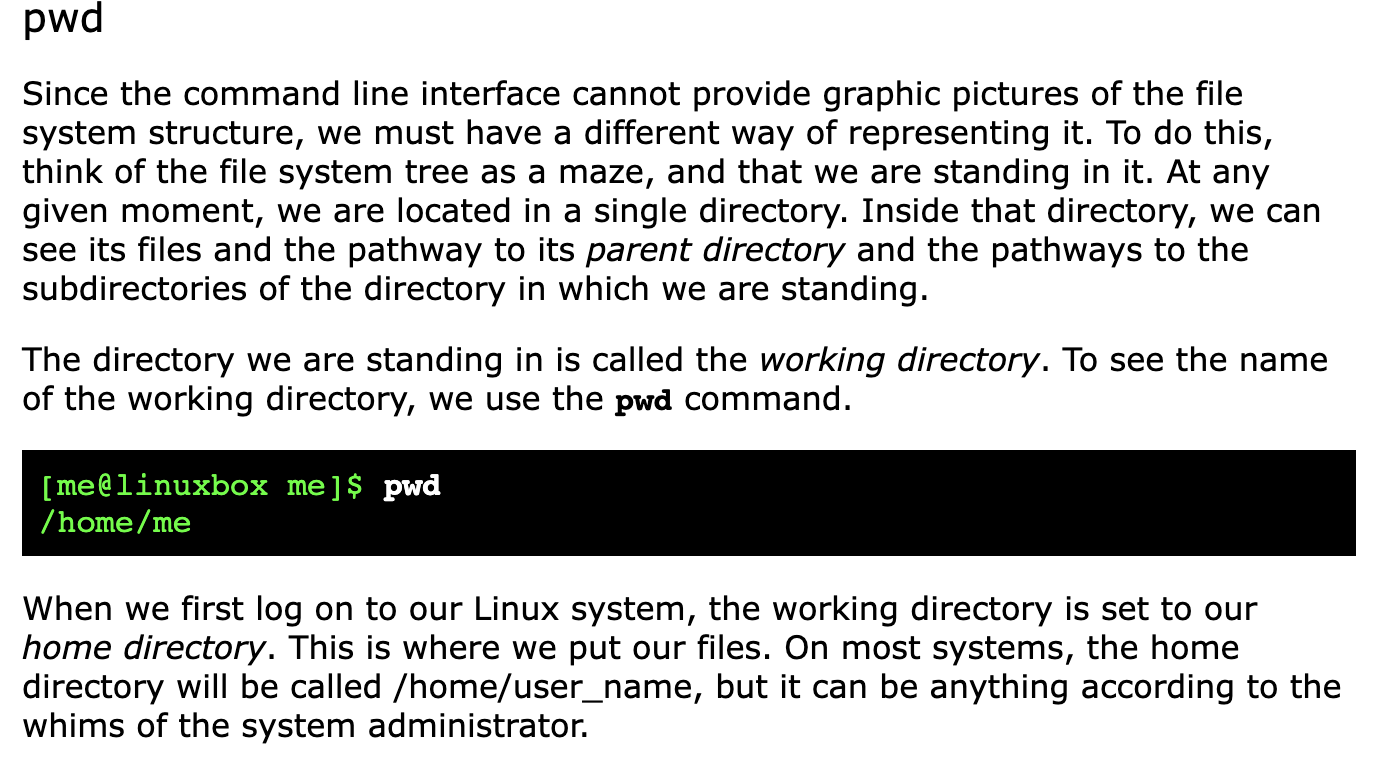 pwd
Since the command line interface cannot provide graphic pictures of the file
system structure, we must have a different way of representing it. To do this,
think of the file system tree as a maze, and that we are standing in it. At any
given moment, we are located in a single directory. Inside that directory, we can
see its files and the pathway to its parent directory and the pathways to the
subdirectories of the directory in which we are standing.
The directory we are standing in is called the working directory. To see the name
of the working directory, we use the pwd command.
[me@linuxbox me]$ pwd
/home/me
When we first log on to our Linux system, the working directory is set to our
home directory. This is where we put our files. On most systems, the home
directory will be called /home/user_name, but it can be anything according to the
whims of the system administrator.